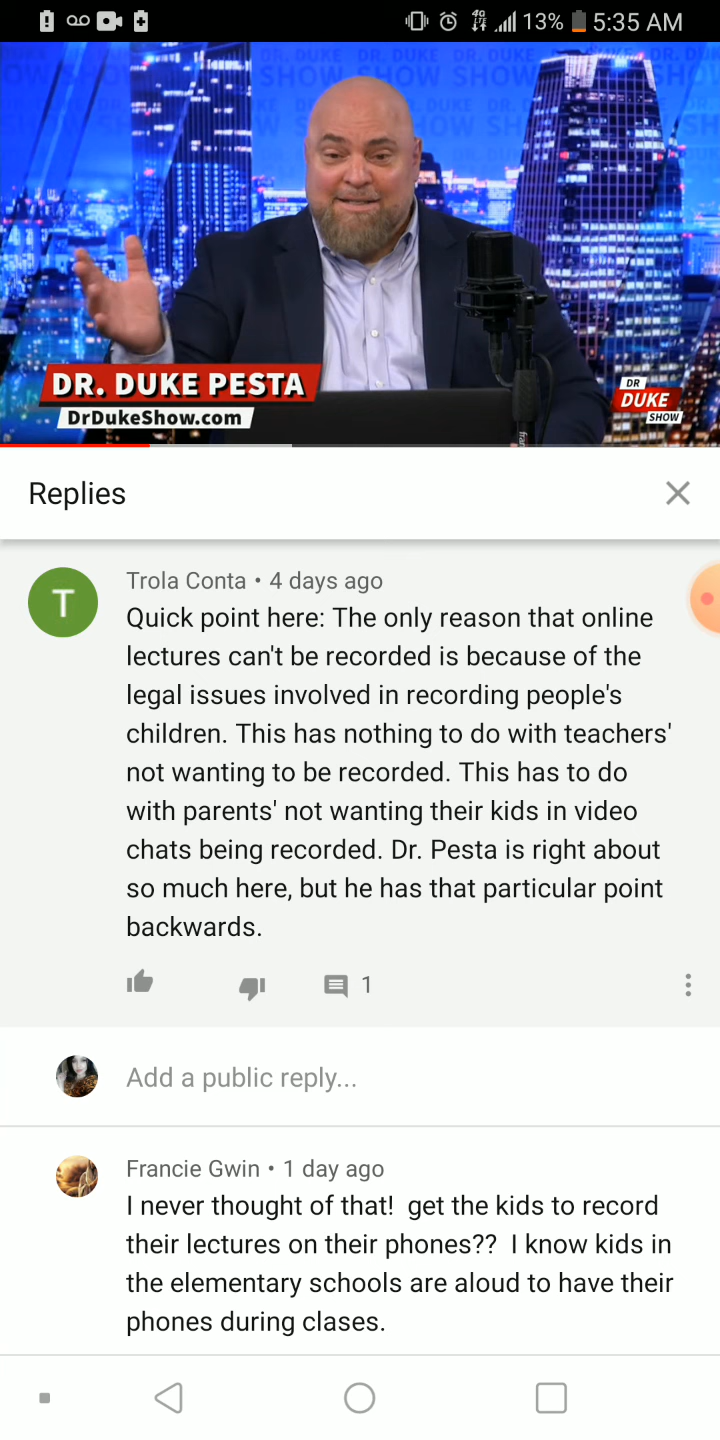 4G
LTE
13%
5:35 AM
DR. DUKE PESTA
DrDukeShow.com
DR
DUKE
SHOW
Replies
T
Trola Conta • 4 days ago
Quick point here: The only reason that online
lectures can't be recorded is because of the
legal issues involved in recording people's
children. This has nothing to do with teachers'
not wanting to be recorded. This has to do
with parents' not wanting their kids in video
chats being recorded. Dr. Pesta is right about
so much here, but he has that particular point
backwards.
1
Add a public reply...
Francie Gwin • 1 day ago
I never thought of that!  get the kids to record
their lectures on their phones??  I know kids in
the elementary schools are aloud to have their
phones during clases.